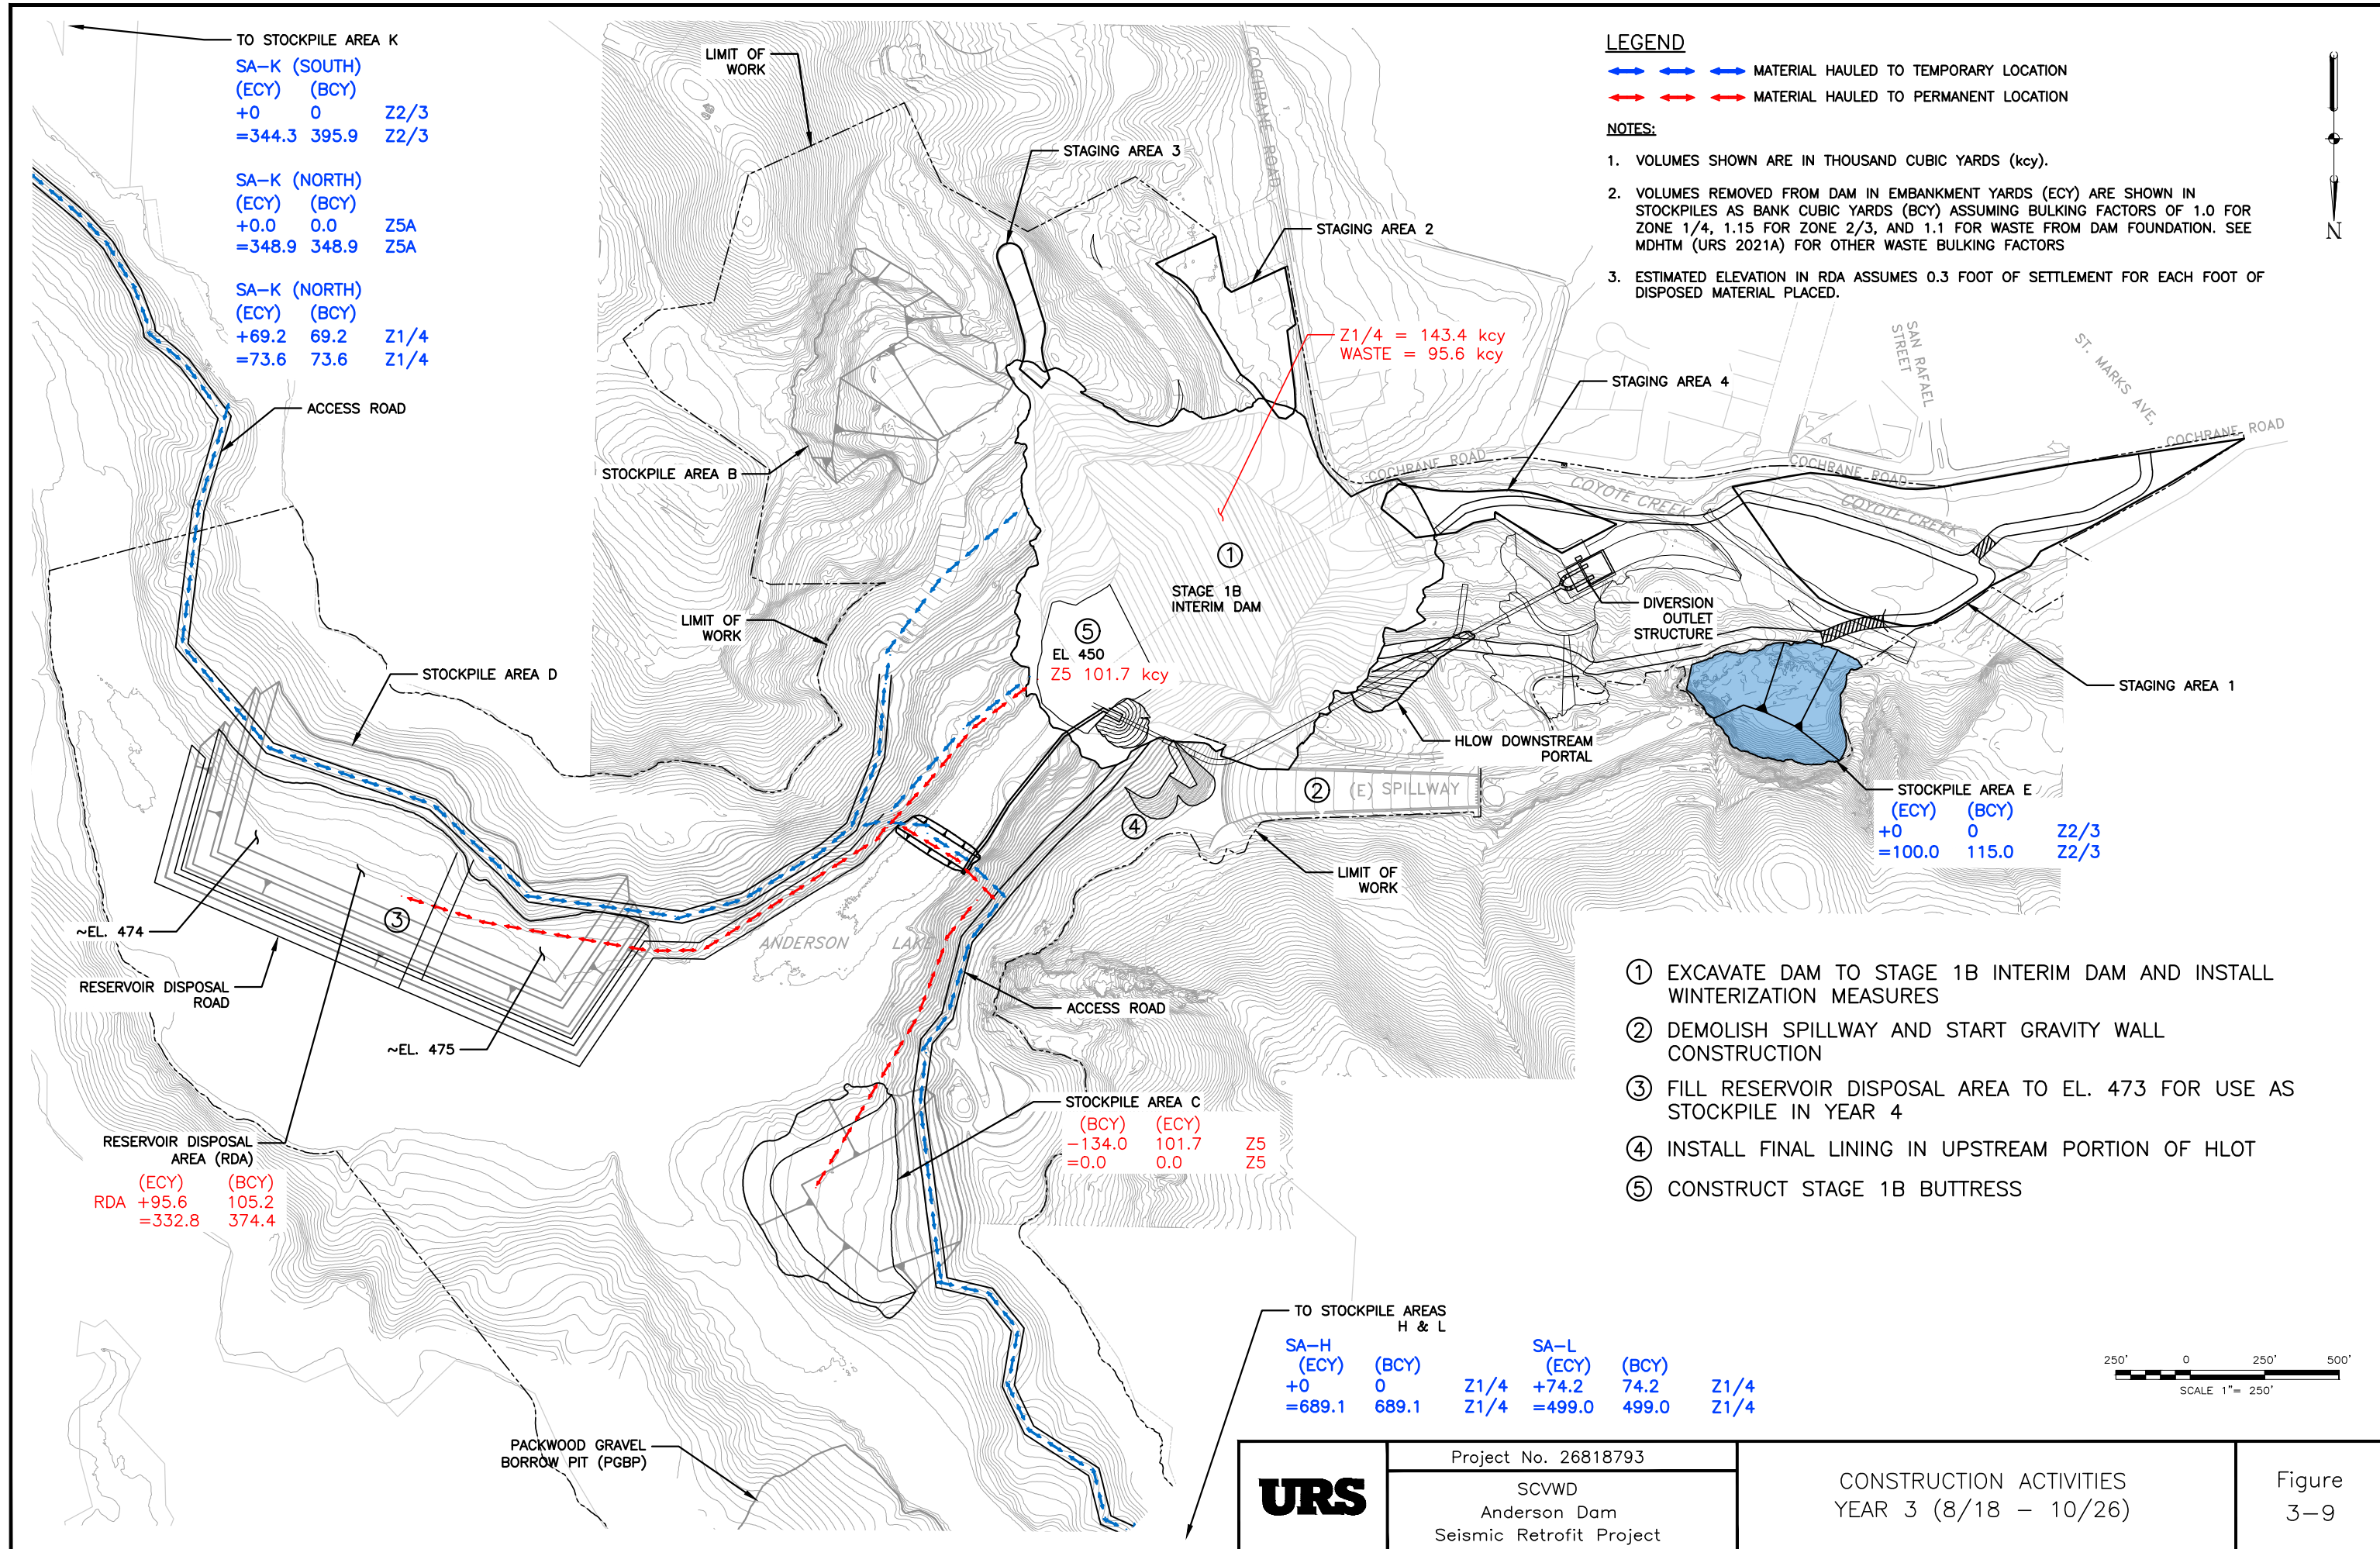 TO STOCKPILE AREA K
SA-K (SOUTH)
(ECY) (BCY)
+0 0 Z2/3
=344.3 395.9 Z2/3
SA-K (NORTH)
(ECY) (BCY)
+0.0 0.0 Z5A
=348.9 348.9 Z5A
SA-K (NORTH)
(ECY) (BCY)
+69.2 69.2 Z1/4
=73.6 73.6 Z1/4
ACCESS ROAD
LIMIT OF
WORK
STAGING AREA 3
COCHRANE ROAD
STAGING AREA 2
LEGEND
MATERIAL HAULED TO TEMPORARY LOCATION
MATERIAL HAULED TO PERMANENT LOCATION
NOTES:
1. VOLUMES SHOWN ARE IN THOUSAND CUBIC YARDS (kcy).
2. VOLUMES REMOVED FROM DAM IN EMBANKMENT YARDS (ECY) ARE SHOWN IN
STOCKPILES AS BANK CUBIC YARDS (BCY) ASSUMING BULKING FACTORS OF 1.0 FOR
ZONE 1/4, 1.15 FOR ZONE 2/3, AND 1.1 FOR WASTE FROM DAM FOUNDATION. SEE
MDHTM (URS 2021A) FOR OTHER WASTE BULKING FACTORS
3. ESTIMATED ELEVATION IN RDA ASSUMES 0.3 FOOT OF SETTLEMENT FOR EACH FOOT OF
DISPOSED MATERIAL PLACED.
N
Z1/4 = 143.4 kcy
WASTE = 95.6 kcy
STAGING AREA 4
SAN RAFAEL
STREET
ST. MARKS AVE,
COCHRANE ROAD
COCHRANE ROAD
COCHRANE ROAD
COYOTE CREEK
COYOTE CREEK
STOCKPILE AREA B
1
STAGE 1B
INTERIM DAM
5
EL 450
Z5 101.7 kcy
LIMIT OF
WORK
DIVERSION
OUTLET
STRUCTURE
STAGING AREA 1
STOCKPILE AREA D
HLOW DOWNSTREAM
PORTAL
2 (E) SPILLWAY
4
STOCKPILE AREA E
(ECY) (BCY)
+0 0 Z2/3
=100.0 115.0 Z2/3
LIMIT OF
WORK
3
~EL. 474
ANDERSON LAKE
RESERVOIR DISPOSAL
ROAD
~EL. 475
ACCESS ROAD
STOCKPILE AREA C
(BCY) (ECY)
-134.0 101.7 Z5
=0.0 0.0 Z5
RESERVOIR DISPOSAL
AREA (RDA)
(ECY) (BCY)
RDA +95.6 105.2
=332.8 374.4
1 EXCAVATE DAM TO STAGE 1B INTERIM DAM AND INSTALL
WINTERIZATION MEASURES
2 DEMOLISH SPILLWAY AND START GRAVITY WALL
CONSTRUCTION
3 FILL RESERVOIR DISPOSAL AREA TO EL. 473 FOR USE AS
STOCKPILE IN YEAR 4
4 INSTALL FINAL LINING IN UPSTREAM PORTION OF HLOT
5 CONSTRUCT STAGE 1B BUTTRESS
TO STOCKPILE AREAS
H & L
SA-H SA-L
(ECY) (BCY) (ECY) (BCY)
+0 0 Z1/4 +74.2 74.2 Z1/4
=689.1 689.1 Z1/4 =499.0 499.0 Z1/4
PACKWOOD GRAVEL
BORROW PIT (PGBP)
250' 0 250' 500'
SCALE 1"= 250'
URS
Project No. 26818793
SCVWD
Anderson Dam
Seismic Retrofit Project
CONSTRUCTION ACTIVITIES
YEAR 3 (8/18 - 10/26)
Figure
3-9